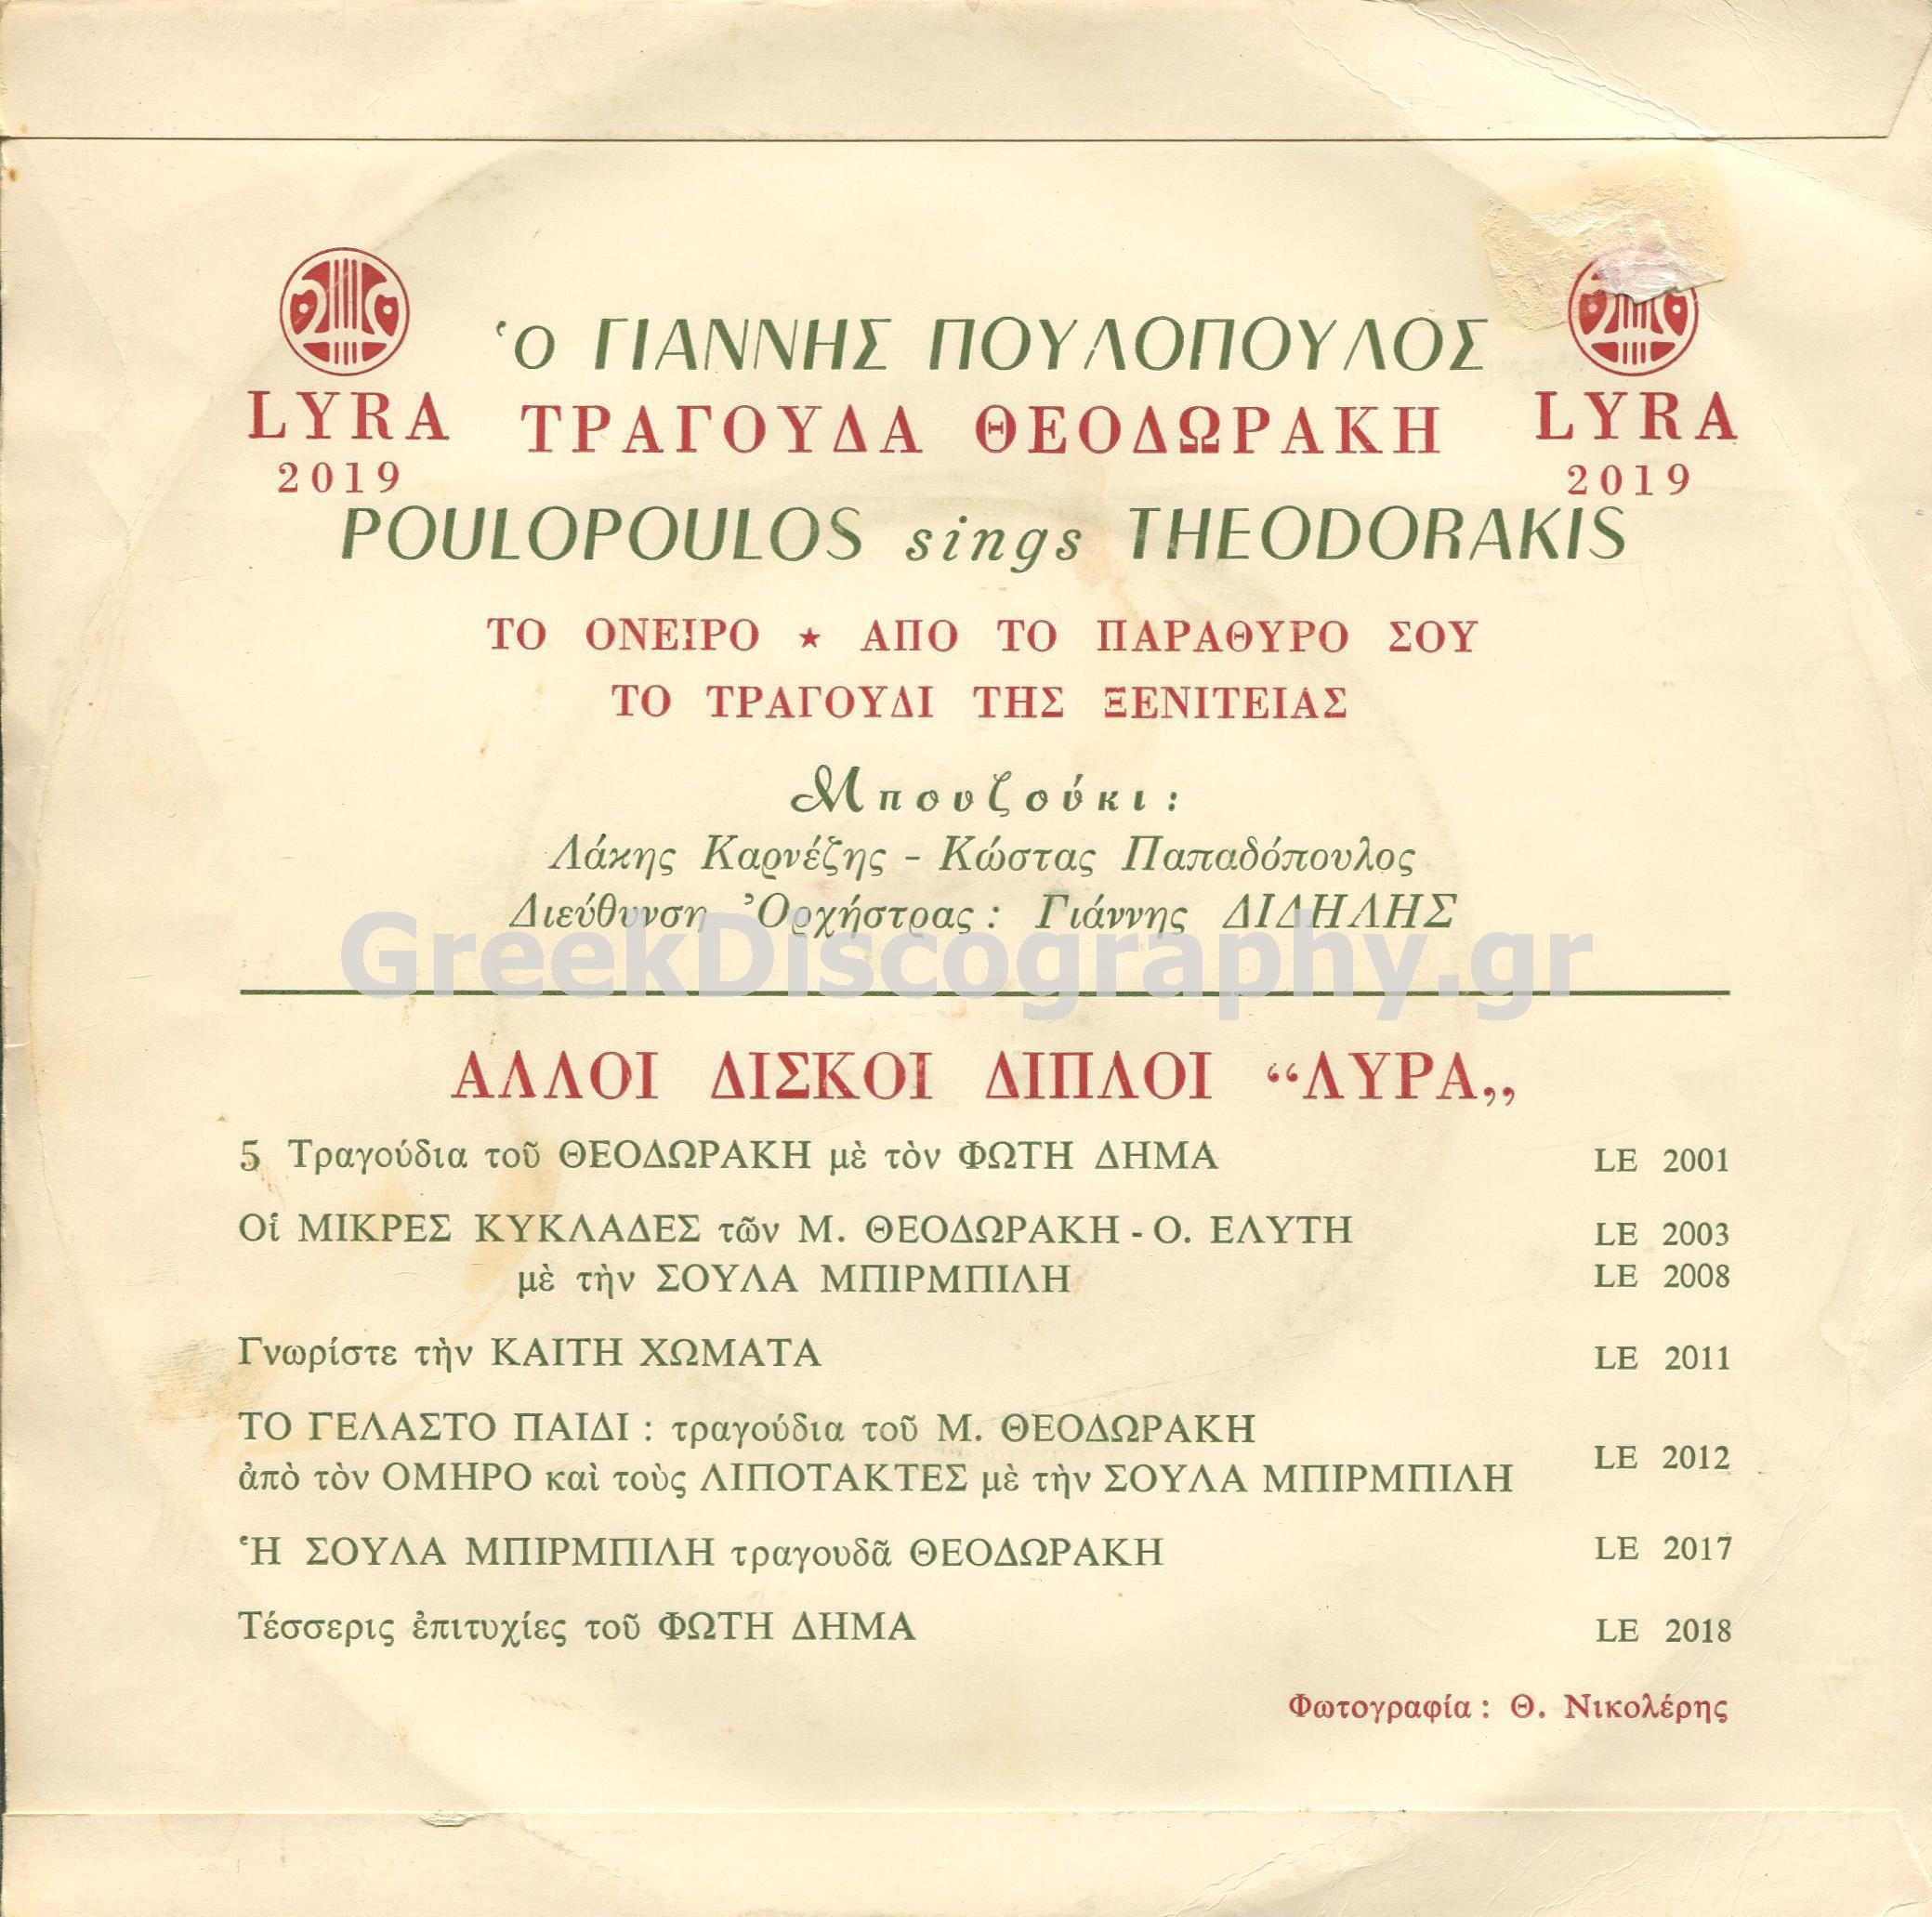 ‘ο ΓΙΑΝΝΗΣ ΠΟΥΛΟΠΟΥΛΟΣ
LYRA ΤΡΑΓΟΥΔΑ ΘΕΟΔΩΡΑΚΗ LYRA
2019 2019
POULOPOULOS sings THEODORAKIS
ΤΟ ΟΝΕΙΡΟ ★ ΑΠΟ ΤΟ ΠΑΡΑΘΥΡΟ ΣΟΥ
ΤΟ ΤΡΑΓΟΥΔΙ ΤΗΣ ΞΕΝΙΤΕΙΑΣ
Μπουζούκι :
Λάκης Καρνέζης - Κώστας Παπαδόπουλος
Διεύθυνση Ὀρχήστρας : Γιάννης ΔΙΔΗΛΗΣ
GreekDiscography.gr
ΑΛΛΟΙ ΔΙΣΚΟΙ ΔΙΠΛΟΙ “ΛΥΡΑ„
5 Τραγούδια τοῦ ΘΕΟΔΩΡΑΚΗ μὲ τὸν ΦΩΤΗ ΔΗΜΑ LE 2001
Οἱ ΜΙΚΡΕΣ ΚΥΚΛΑΔΕΣ τῶν Μ. ΘΕΟΔΩΡΑΚΗ - Ο. ΕΛΥΤΗ LE 2003
μὲ τὴν ΣΟΥΛΑ ΜΠΙΡΜΠΙΛΗ LE 2008
Γνωρίστε τὴν ΚΑΙΤΗ ΧΩΜΑΤΑ LE 2011
ΤΟ ΓΕΛΑΣΤΟ ΠΑΙΔΙ : τραγούδια τοῦ Μ. ΘΕΟΔΩΡΑΚΗ
ἀπὸ τὸν ΟΜΗΡΟ καὶ τοὺς ΛΙΠΟΤΑΚΤΕΣ μὲ τὴν ΣΟΥΛΑ ΜΠΙΡΜΠΙΛΗ LE 2012
Ἡ ΣΟΥΛΑ ΜΠΙΡΜΠΙΛΗ τραγουδᾶ ΘΕΟΔΩΡΑΚΗ LE 2017
Τέσσερις ἐπιτυχίες τοῦ ΦΩΤΗ ΔΗΜΑ LE 2018
Φωτογραφία : Θ. Νικολέρης